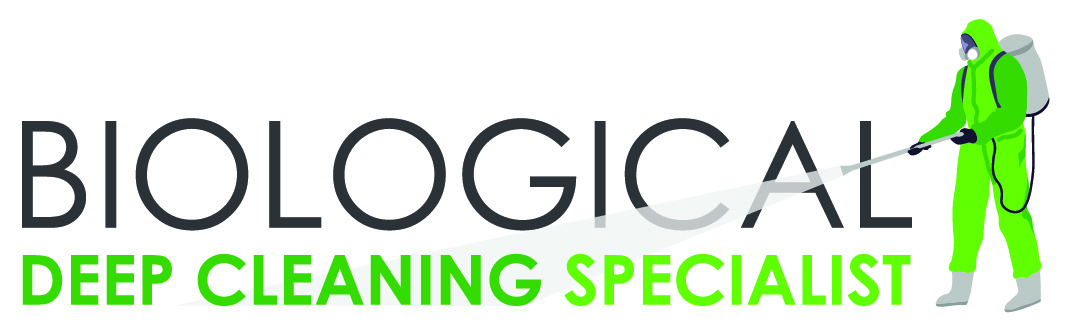 BIOLOGICAL
DEEP CLEANING SPECIALIST